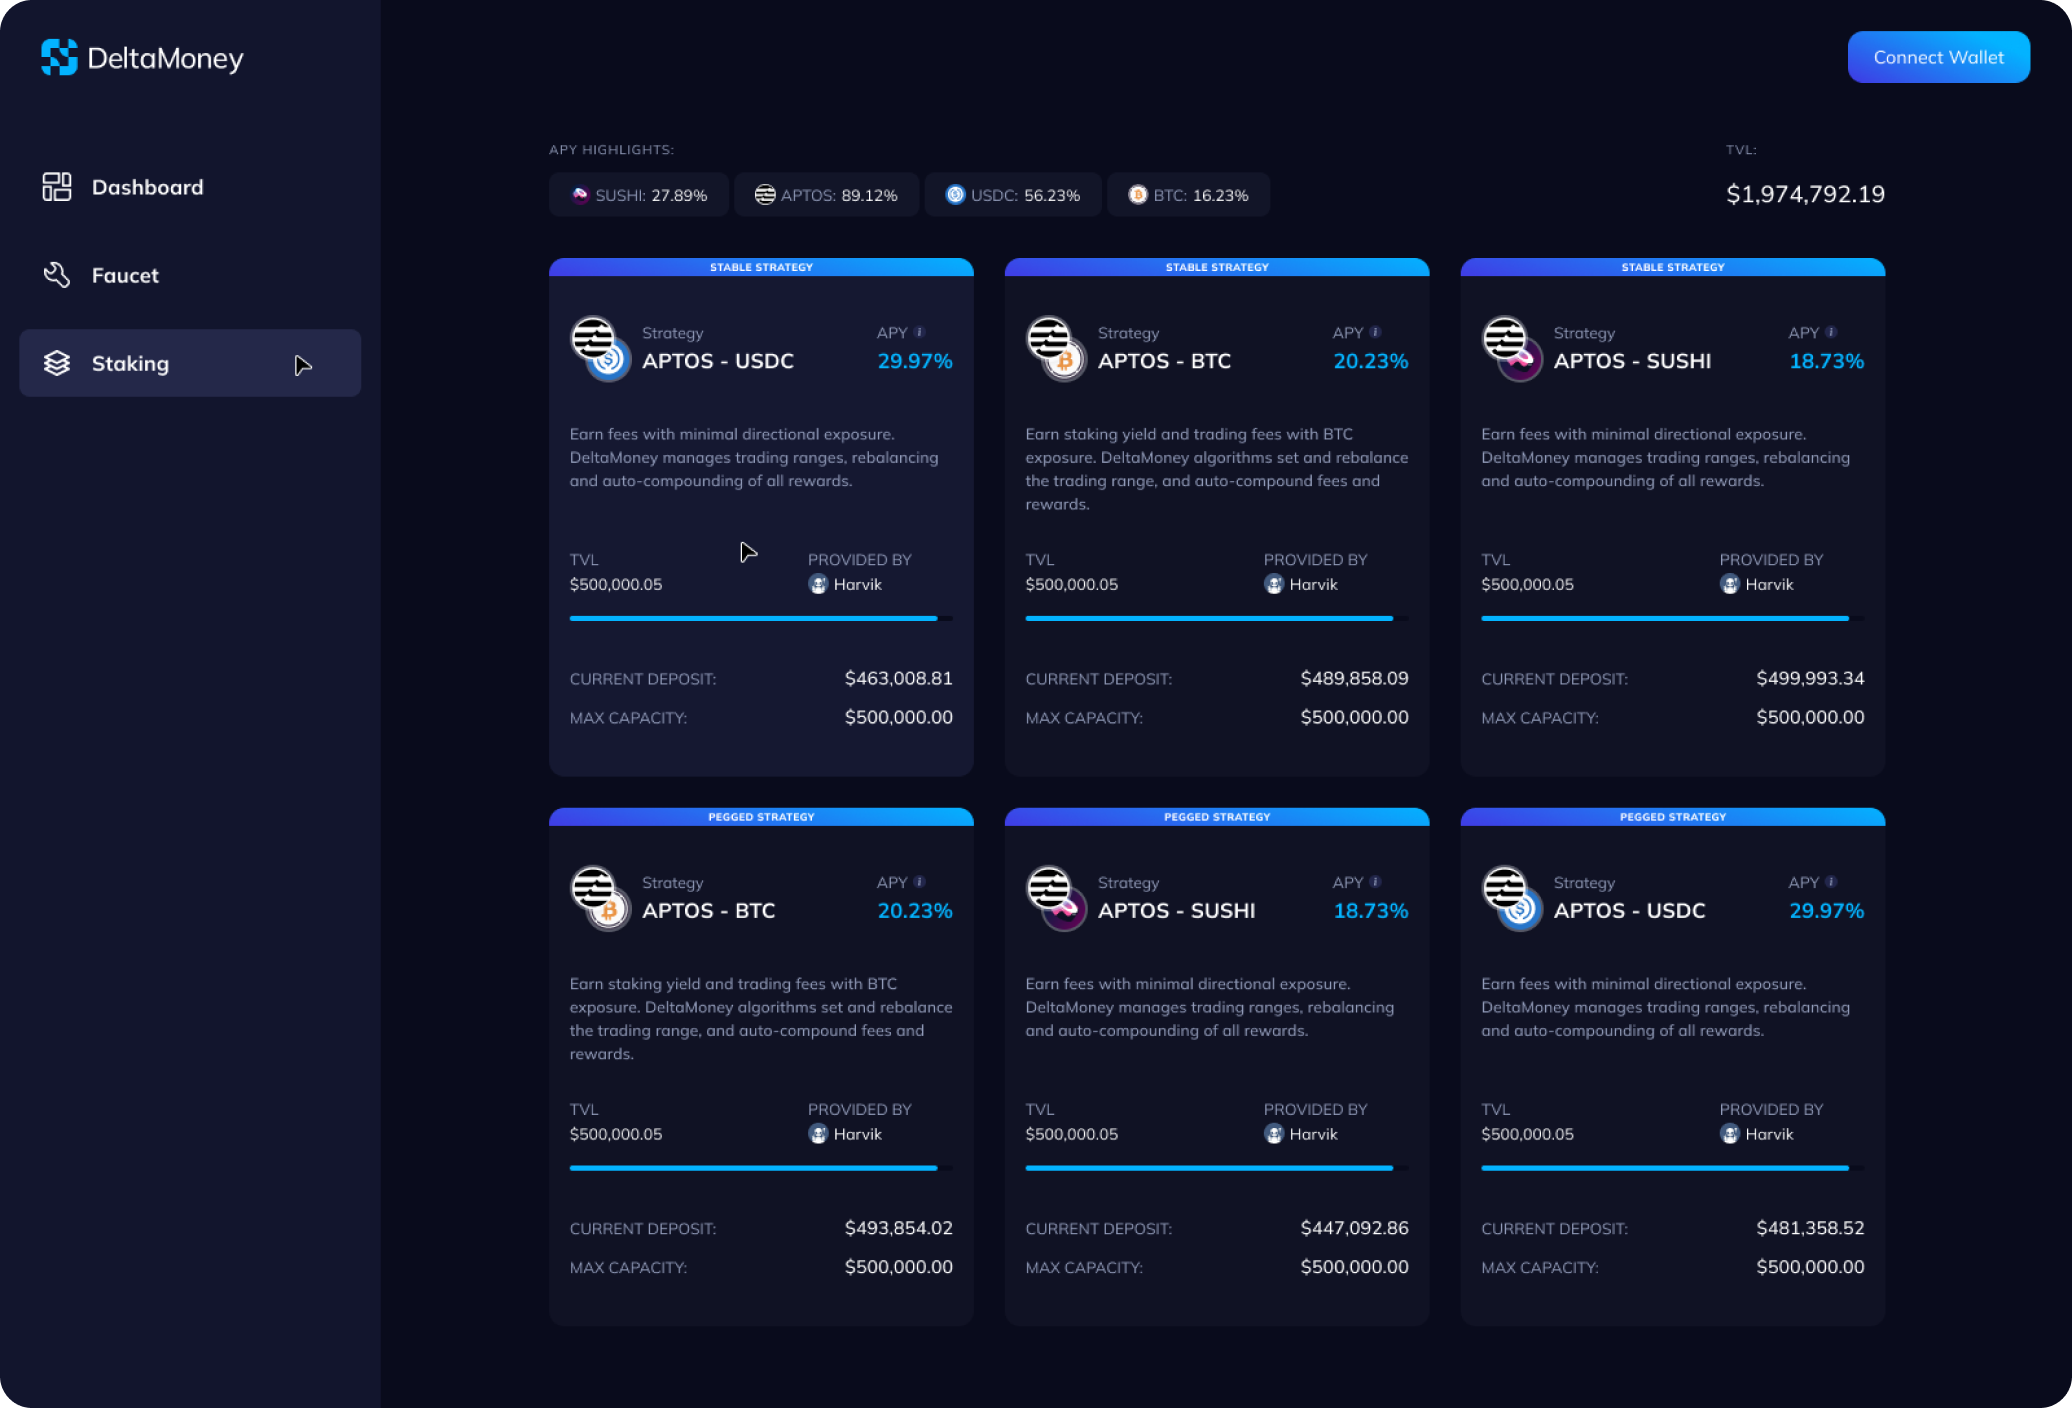 DeltaMoney
Connect Wallet
Dashboard
Faucet
Staking
APY HIGHLIGHTS:
SUSHI: 27.89%
APTOS: 89.12%
USDC: 56.23%
BTC: 16.23%
TVL:
$1,974,792.19
STABLE STRATEGY
Strategy
APTOS - USDC
APY i
29.97%
Earn fees with minimal directional exposure.
DeltaMoney manages trading ranges, rebalancing
and auto-compounding of all rewards.
TVL
$500,000.05
PROVIDED BY
Harvik
CURRENT DEPOSIT:
$463,008.81
MAX CAPACITY:
$500,000.00
STABLE STRATEGY
Strategy
APTOS - BTC
APY i
20.23%
Earn staking yield and trading fees with BTC
exposure. DeltaMoney algorithms set and rebalance
the trading range, and auto-compound fees and
rewards.
TVL
$500,000.05
PROVIDED BY
Harvik
CURRENT DEPOSIT:
$489,858.09
MAX CAPACITY:
$500,000.00
STABLE STRATEGY
Strategy
APTOS - SUSHI
APY i
18.73%
Earn fees with minimal directional exposure.
DeltaMoney manages trading ranges, rebalancing
and auto-compounding of all rewards.
TVL
$500,000.05
PROVIDED BY
Harvik
CURRENT DEPOSIT:
$499,993.34
MAX CAPACITY:
$500,000.00
PEGGED STRATEGY
Strategy
APTOS - BTC
APY i
20.23%
Earn staking yield and trading fees with BTC
exposure. DeltaMoney algorithms set and rebalance
the trading range, and auto-compound fees and
rewards.
TVL
$500,000.05
PROVIDED BY
Harvik
CURRENT DEPOSIT:
$493,854.02
MAX CAPACITY:
$500,000.00
PEGGED STRATEGY
Strategy
APTOS - SUSHI
APY i
18.73%
Earn fees with minimal directional exposure.
DeltaMoney manages trading ranges, rebalancing
and auto-compounding of all rewards.
TVL
$500,000.05
PROVIDED BY
Harvik
CURRENT DEPOSIT:
$447,092.86
MAX CAPACITY:
$500,000.00
PEGGED STRATEGY
Strategy
APTOS - USDC
APY i
29.97%
Earn fees with minimal directional exposure.
DeltaMoney manages trading ranges, rebalancing
and auto-compounding of all rewards.
TVL
$500,000.05
PROVIDED BY
Harvik
CURRENT DEPOSIT:
$481,358.52
MAX CAPACITY:
$500,000.00